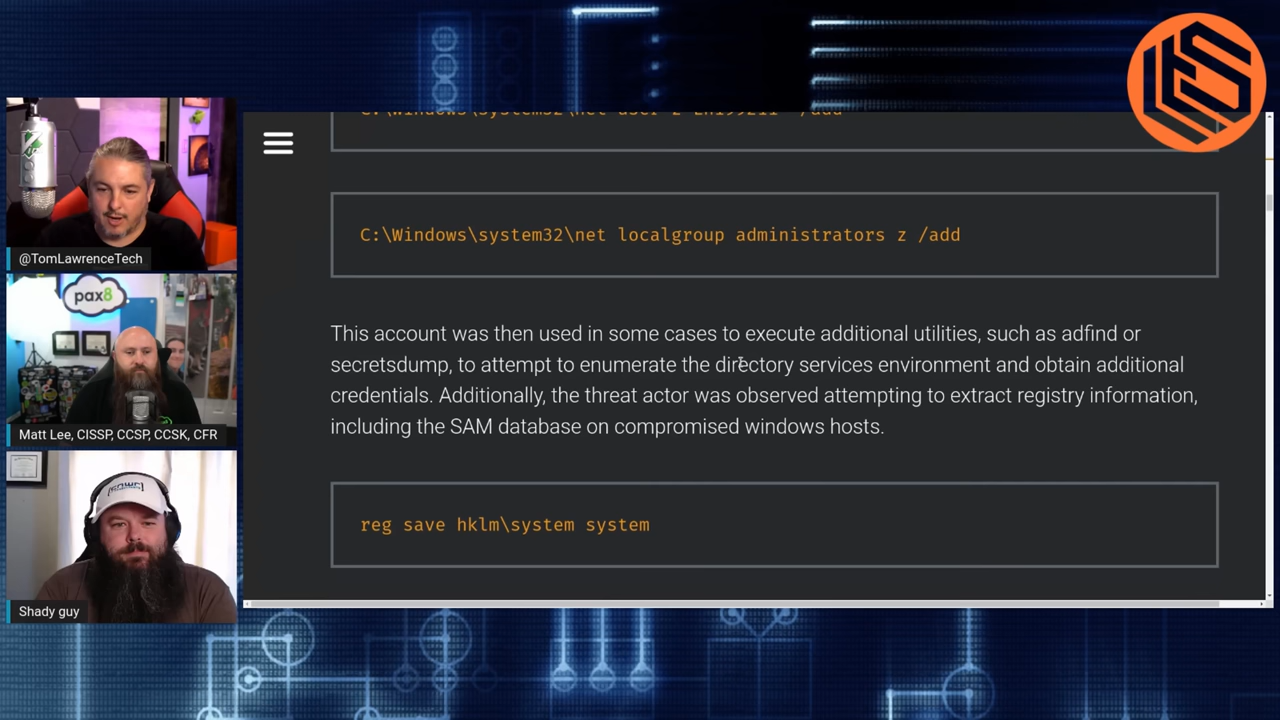 C:\Windows\system32\net localgroup administrators z /add
This account was then used in some cases to execute additional utilities, such as adfind or
secretsdump, to attempt to enumerate the directory services environment and obtain additional
credentials. Additionally, the threat actor was observed attempting to extract registry information,
including the SAM database on compromised windows hosts.
reg save hklm\system system
@TomLawrenceTech
pax8
Matt Lee, CISSP, CCSP, CCSK, CFR
Shady guy